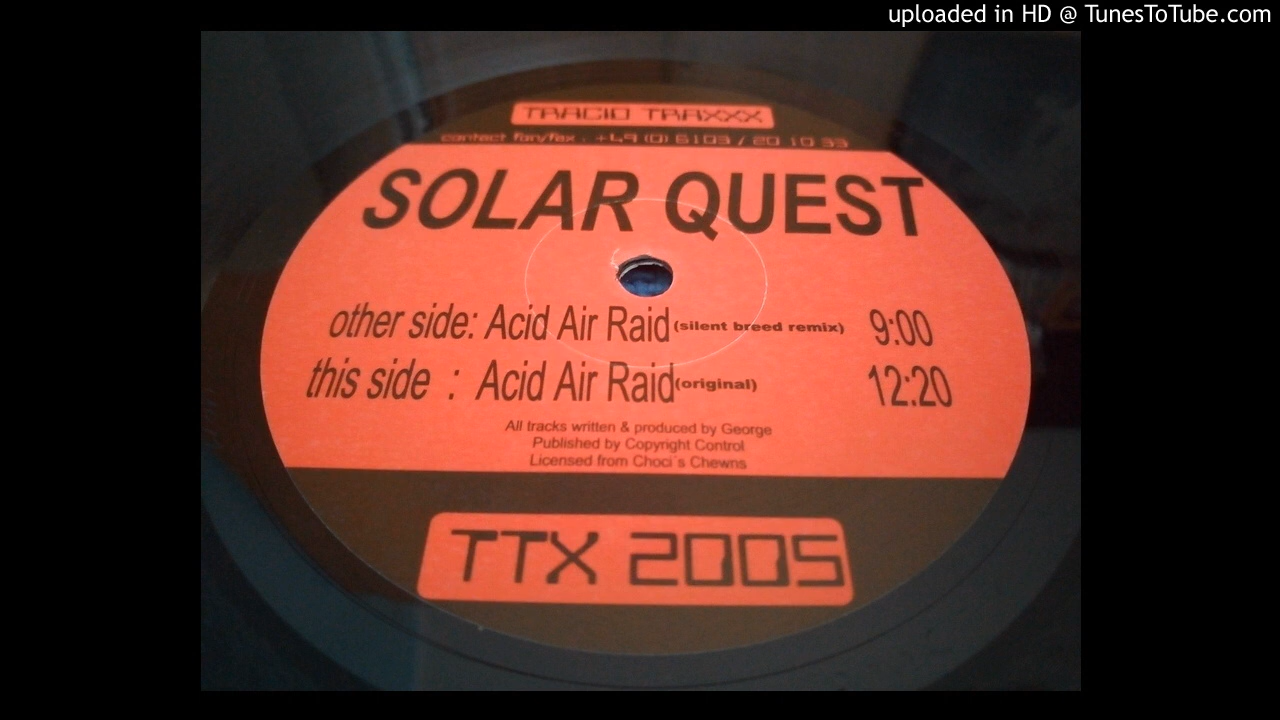 uploaded in HD @ TunesToTube.com
TRACID TRAXXX
contact fon/fax : +49 (0) 6103 / 20 10 33
SOLAR QUEST
other side: Acid Air Raid (silent breed remix) 9:00
this side : Acid Air Raid (original) 12:20
All tracks written & produced by George
Published by Copyright Control
Licensed from Choci´s Chewns
TTX 2005